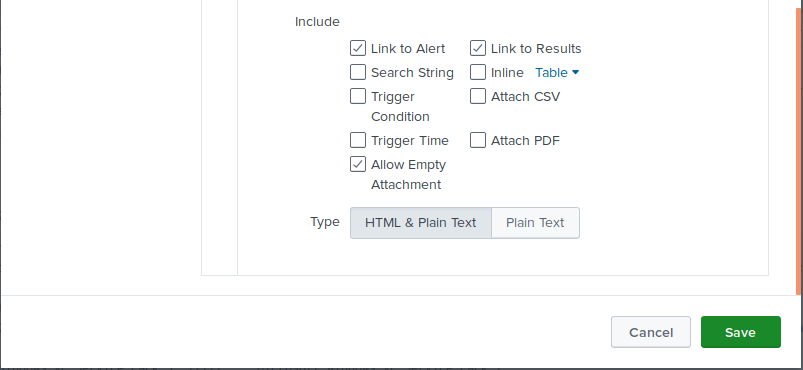 Include
Link to Alert Link to Results
Search String Inline Table
Trigger Condition Attach CSV
Trigger Time Attach PDF
Allow Empty Attachment
Type HTML & Plain Text Plain Text
Cancel Save